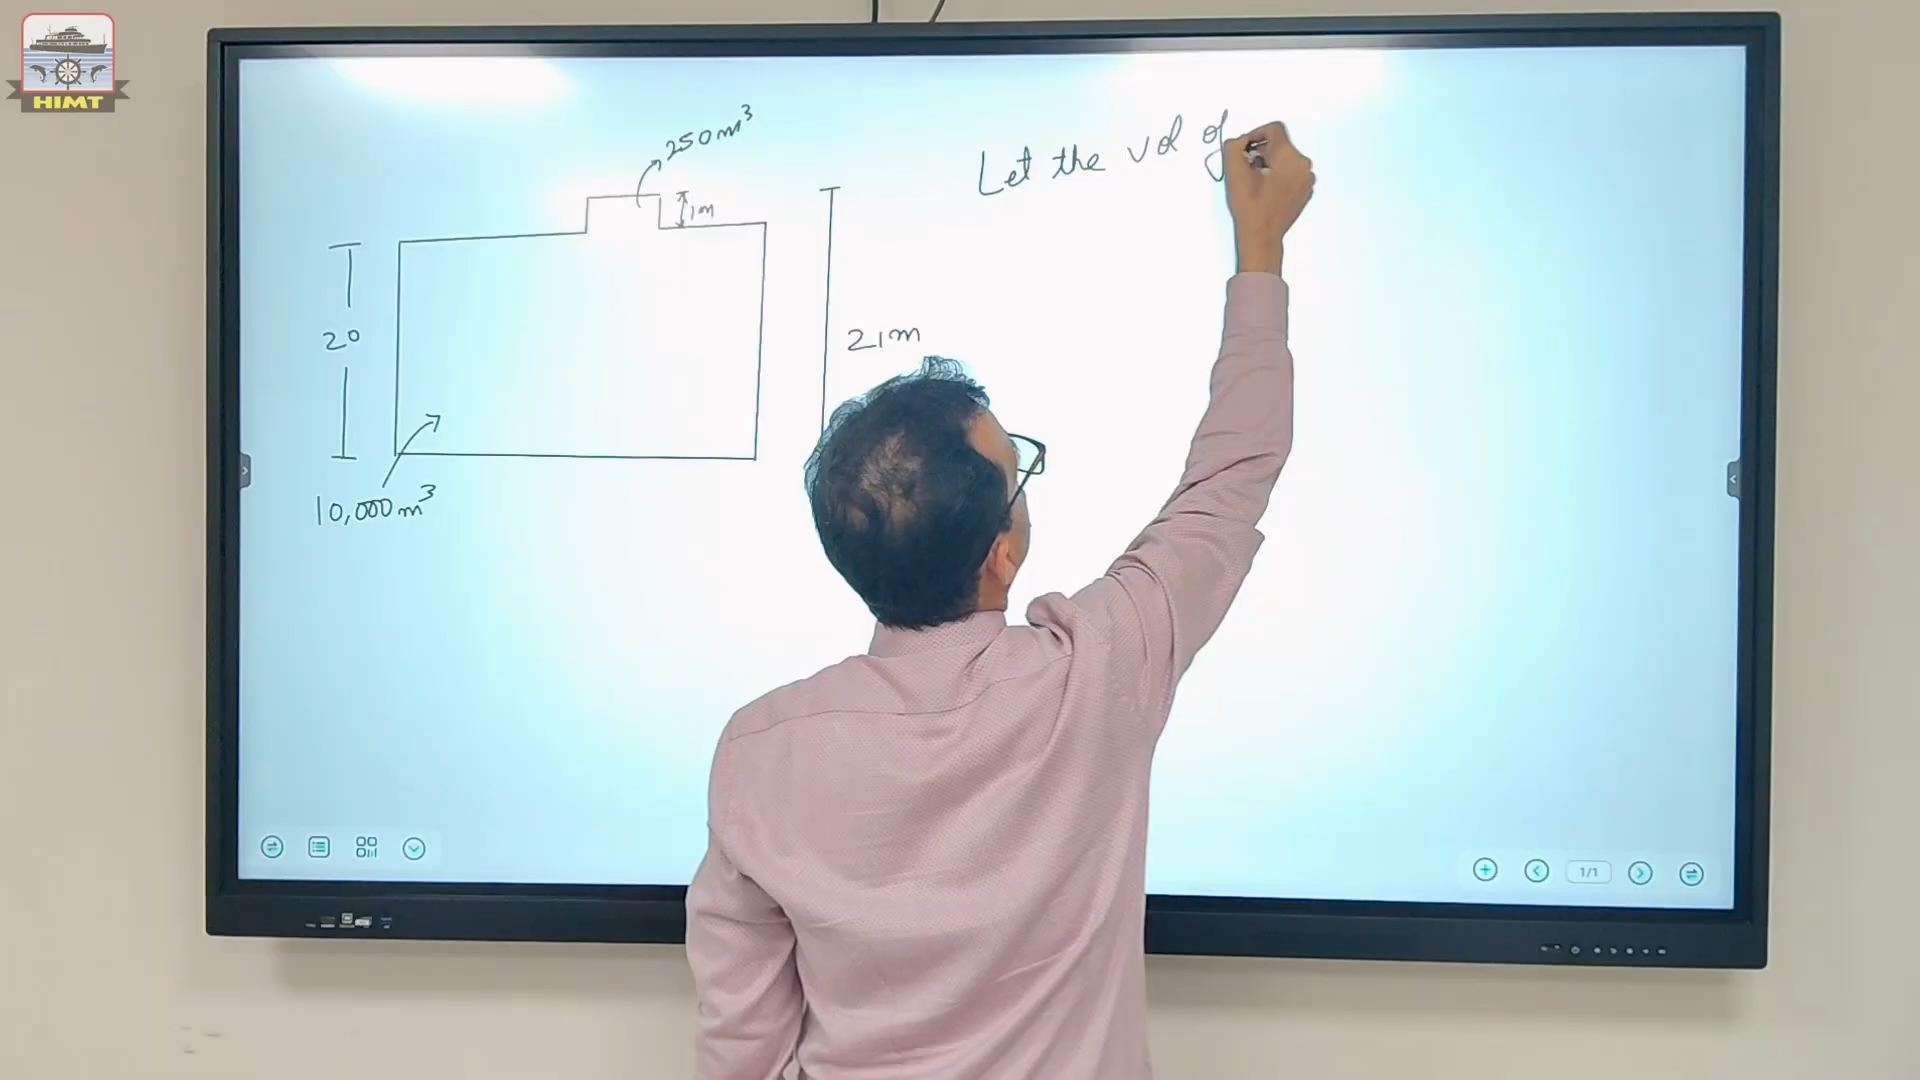 HIMT
250m³
Let the vol of
1m
20
21m
10,000m³
1/1